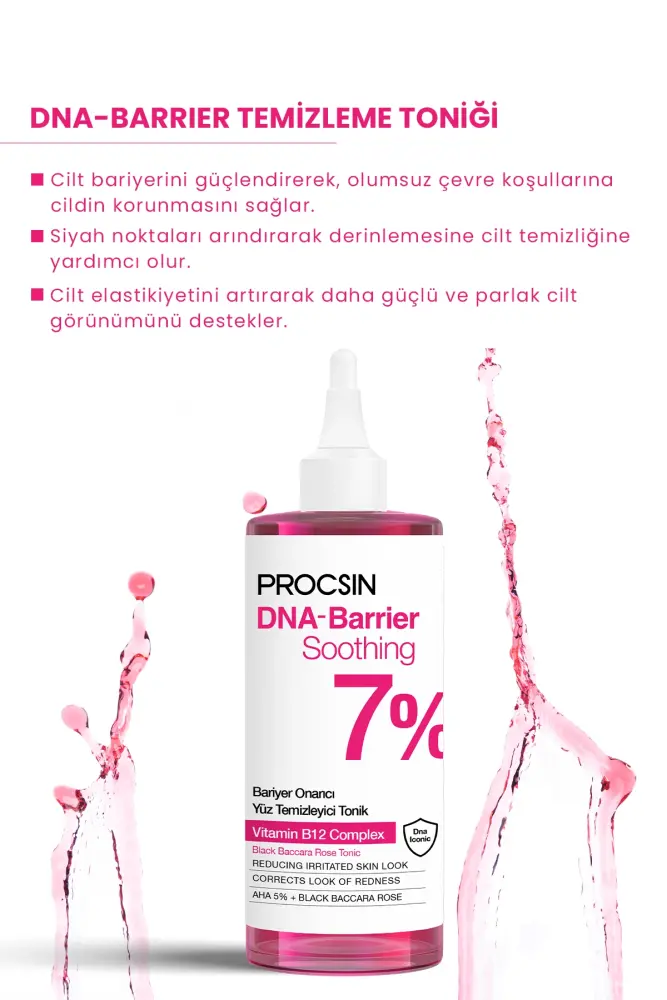 DNA-BARRIER TEMİZLEME TONİĞİ
Cilt bariyerini güçlendirerek, olumsuz çevre koşullarına
cildin korunmasını sağlar.
Siyah noktaları arındırarak derinlemesine cilt temizliğine
yardımcı olur.
Cilt elastikiyetini artırarak daha güçlü ve parlak cilt
görünümünü destekler.
PROCSIN
DNA-Barrier
Soothing
7%
Bariyer Onarıcı
Yüz Temizleyici Tonik
Vitamin B12 Complex
Dna
Iconic
Black Baccara Rose Tonic
REDUCING IRRITATED SKIN LOOK
CORRECTS LOOK OF REDNESS
AHA 5% + BLACK BACCARA ROSE